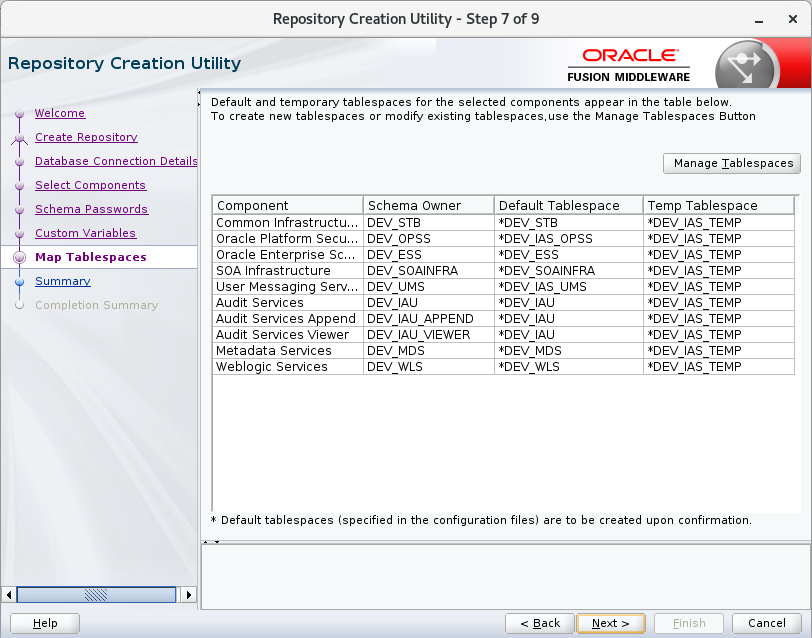 Repository Creation Utility - Step 7 of 9
Repository Creation Utility
ORACLE
FUSION MIDDLEWARE
Welcome
Create Repository
Database Connection Details
Select Components
Schema Passwords
Custom Variables
Map Tablespaces
Summary
Completion Summary
Default and temporary tablespaces for the selected components appear in the table below.
To create new tablespaces or modify existing tablespaces,use the Manage Tablespaces Button
Manage Tablespaces
Component Schema Owner Default Tablespace Temp Tablespace
Common Infrastructu... DEV_STB *DEV_STB *DEV_IAS_TEMP
Oracle Platform Secu... DEV_OPSS *DEV_IAS_OPSS *DEV_IAS_TEMP
Oracle Enterprise Sc... DEV_ESS *DEV_ESS *DEV_IAS_TEMP
SOA Infrastructure DEV_SOAINFRA *DEV_SOAINFRA *DEV_IAS_TEMP
User Messaging Serv... DEV_UMS *DEV_IAS_UMS *DEV_IAS_TEMP
Audit Services DEV_IAU *DEV_IAU *DEV_IAS_TEMP
Audit Services Append DEV_IAU_APPEND *DEV_IAU *DEV_IAS_TEMP
Audit Services Viewer DEV_IAU_VIEWER *DEV_IAU *DEV_IAS_TEMP
Metadata Services DEV_MDS *DEV_MDS *DEV_IAS_TEMP
Weblogic Services DEV_WLS *DEV_WLS *DEV_IAS_TEMP
* Default tablespaces (specified in the configuration files) are to be created upon confirmation.
Help
< Back
Next >
Finish
Cancel